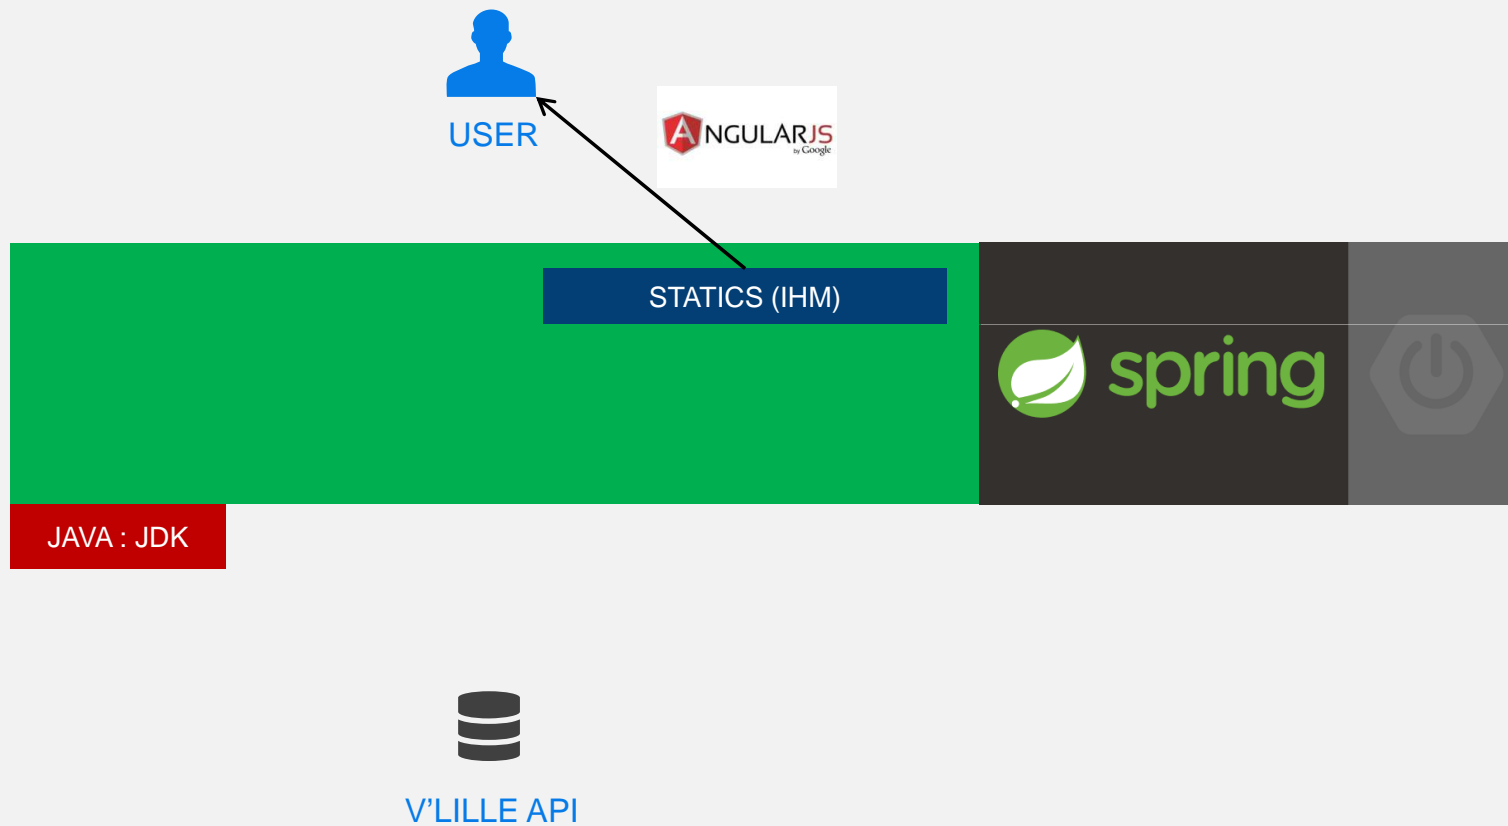 USER
ANGULARJS
by Google
STATICS (IHM)
spring
JAVA : JDK
V'LILLE API